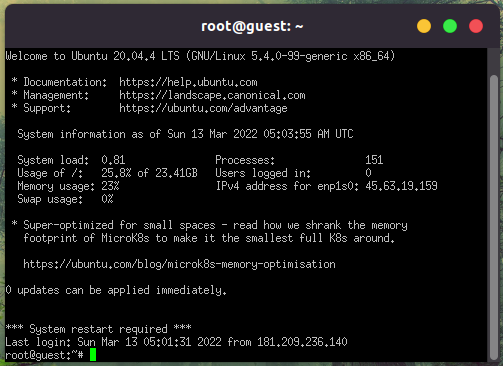 root@guest: ~
Welcome to Ubuntu 20.04.4 LTS (GNU/Linux 5.4.0-99-generic x86_64)
* Documentation:  https://help.ubuntu.com
* Management:     https://landscape.canonical.com
* Support:        https://ubuntu.com/advantage
System information as of Sun 13 Mar 2022 05:03:55 AM UTC
System load:  0.81               Processes:               151
Usage of /:   25.8% of 23.41GB   Users logged in:         0
Memory usage: 23%                IPv4 address for enp1s0: 45.63.19.159
Swap usage:   0%
* Super-optimized for small spaces - read how we shrank the memory
footprint of MicroK8s to make it the smallest full K8s around.
https://ubuntu.com/blog/microk8s-memory-optimisation
0 updates can be applied immediately.
*** System restart required ***
Last login: Sun Mar 13 05:01:31 2022 from 181.209.236.140
root@guest:~#